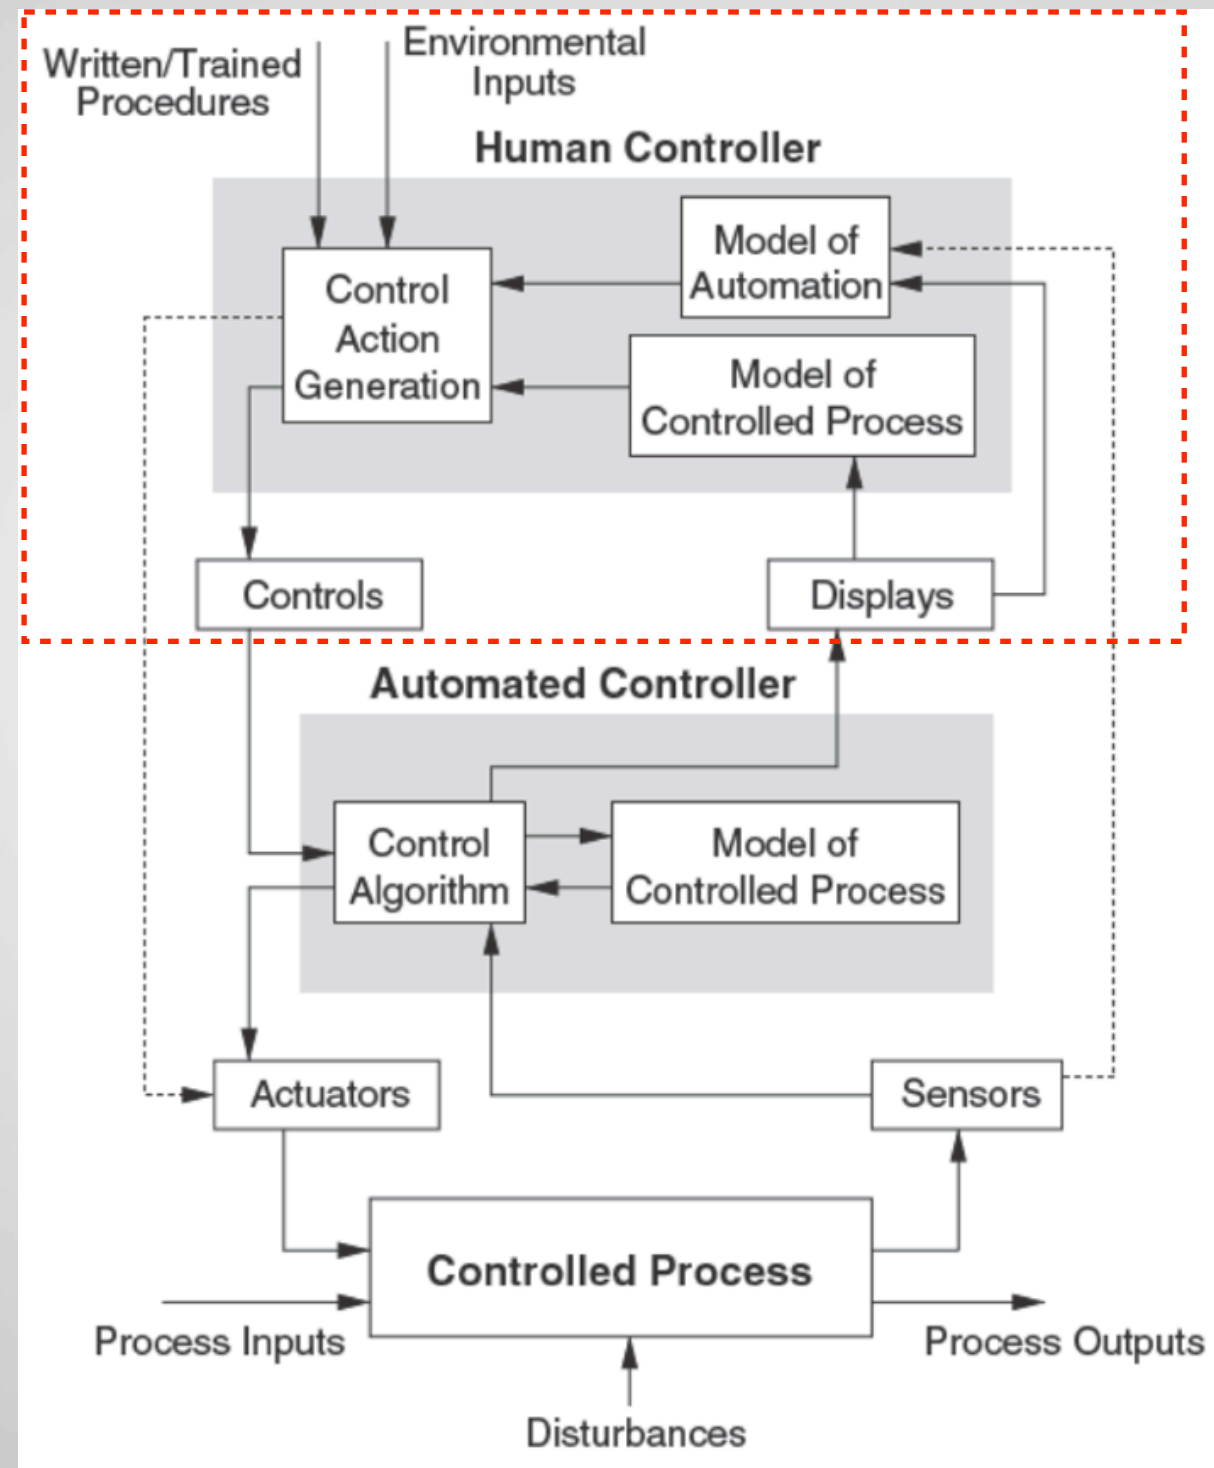 Written/Trained
Procedures
Environmental
Inputs
Human Controller
Control
Action
Generation
Model of
Automation
Model of
Controlled Process
Controls
Displays
Automated Controller
Control
Algorithm
Model of
Controlled Process
Actuators
Sensors
Controlled Process
Process Inputs
Process Outputs
Disturbances